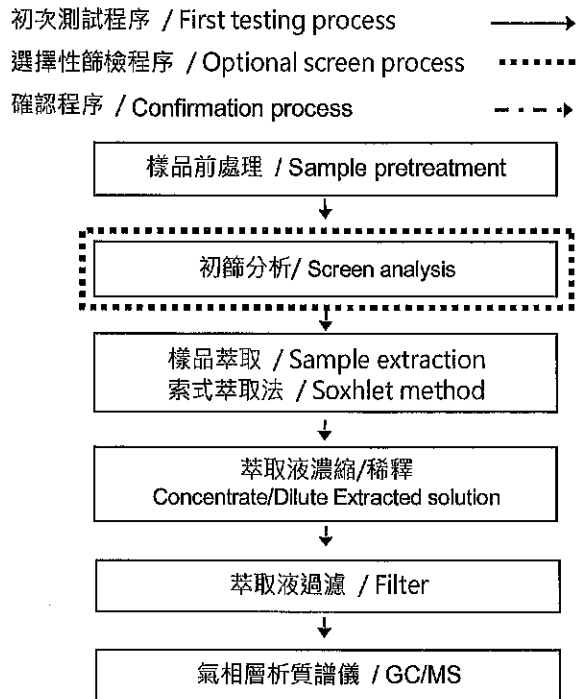 初次測試程序 / First testing process
選擇性篩檢程序 / Optional screen process
確認程序 / Confirmation process
樣品前處理 / Sample pretreatment
初篩分析/ Screen analysis
樣品萃取 / Sample extraction
索式萃取法 / Soxhlet method
萃取液濃縮/稀釋
Concentrate/Dilute Extracted solution
萃取液過濾 / Filter
氣相層析質譜儀 / GC/MS